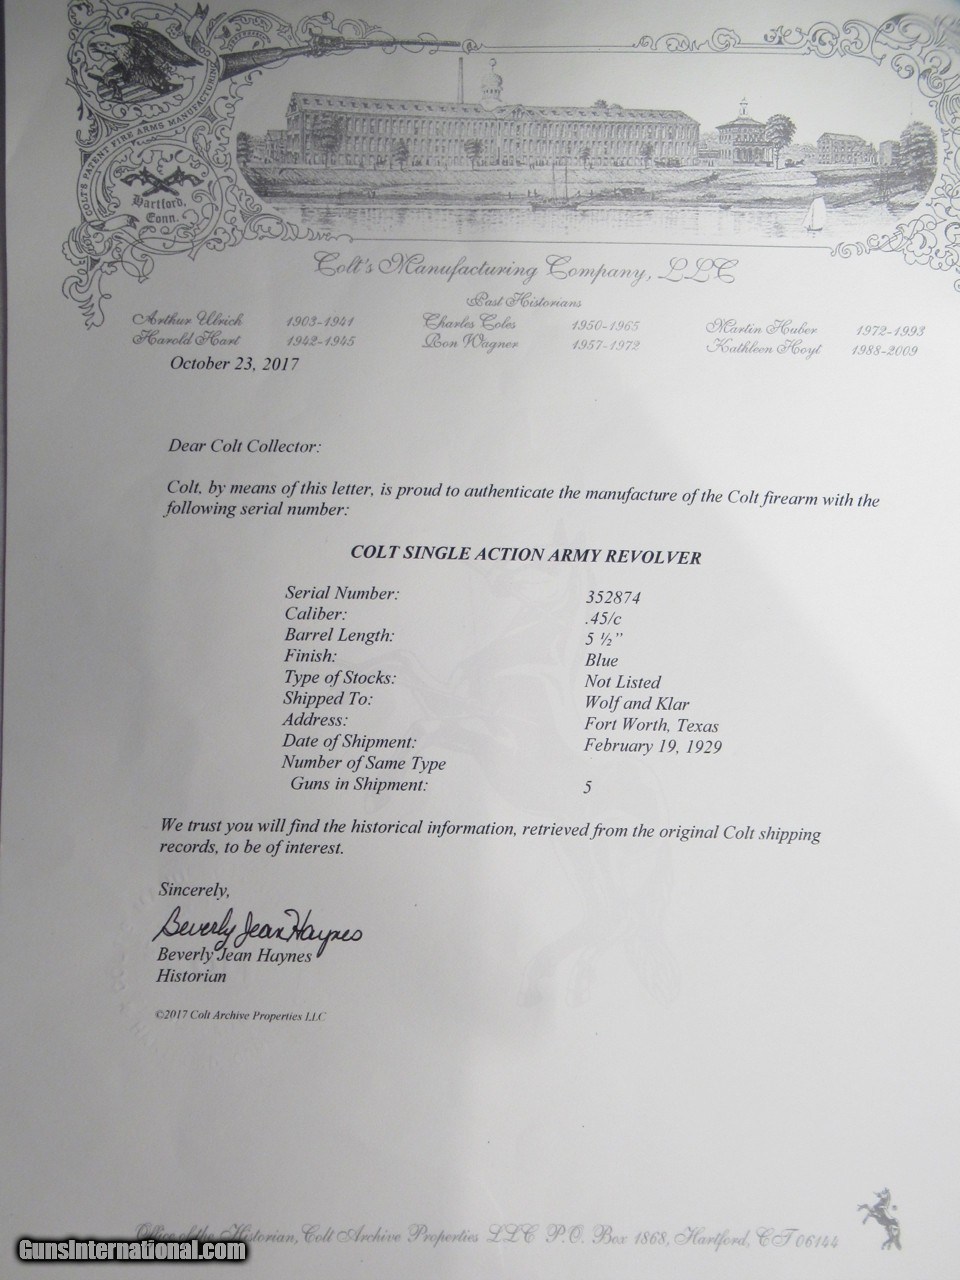 COLT'S PATENT FIRE ARMS MANUFACTURING
Hartford,
Conn.
Colt's Manufacturing Company, LLC
Past Historians
Arthur Ulrich 1903-1941 Charles Coles 1950-1965 Martin Huber 1972-1993
Harold Hart 1942-1945 Ron Wagner 1957-1972 Kathleen Hoyt 1988-2009
October 23, 2017
Dear Colt Collector:
Colt, by means of this letter, is proud to authenticate the manufacture of the Colt firearm with the
following serial number:
COLT SINGLE ACTION ARMY REVOLVER
Serial Number: 352874
Caliber: .45/c
Barrel Length: 5 ½"
Finish: Blue
Type of Stocks: Not Listed
Shipped To: Wolf and Klar
Address: Fort Worth, Texas
Date of Shipment: February 19, 1929
Number of Same Type
Guns in Shipment: 5
We trust you will find the historical information, retrieved from the original Colt shipping
records, to be of interest.
Sincerely,
Beverly Jean Haynes
Beverly Jean Haynes
Historian
©2017 Colt Archive Properties LLC
Office of the Historian, Colt Archive Properties LLC P.O. Box 1868, Hartford, CT 06144
GunsInternational.com